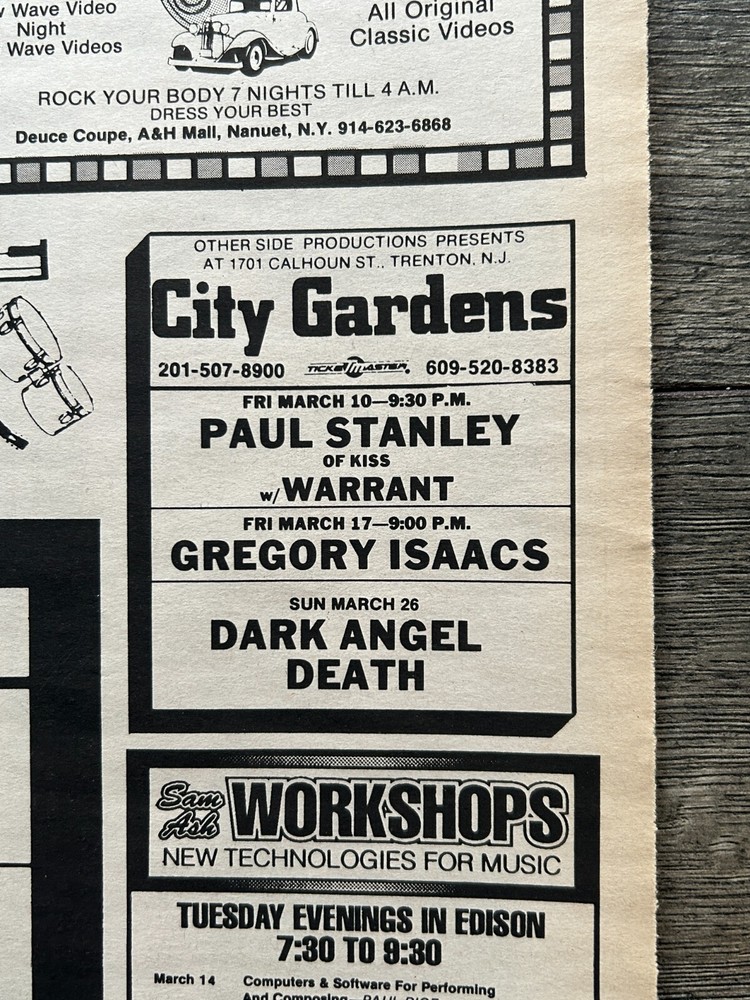 Wave Video
Night
Wave Videos
All Original
Classic Videos
ROCK YOUR BODY 7 NIGHTS TILL 4 A.M.
DRESS YOUR BEST
Deuce Coupe, A&H Mall, Nanuet, N.Y. 914-623-6868
OTHER SIDE PRODUCTIONS PRESENTS
AT 1701 CALHOUN ST., TRENTON, N.J.
City Gardens
201-507-8900 TICKETMASTER 609-520-8383
FRI MARCH 10—9:30 P.M.
PAUL STANLEY
OF KISS
w/WARRANT
FRI MARCH 17—9:00 P.M.
GREGORY ISAACS
SUN MARCH 26
DARK ANGEL
DEATH
Sam Ash WORKSHOPS
NEW TECHNOLOGIES FOR MUSIC
TUESDAY EVENINGS IN EDISON
7:30 TO 9:30
March 14 Computers & Software For Performing
And Composing—PAUL